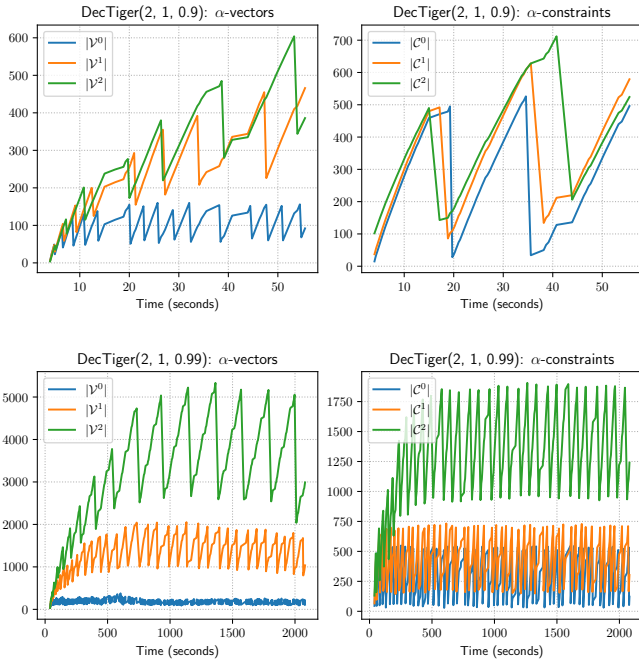 DecTiger(2, 1, 0.9): α-vectors
|𝒱⁰|
|𝒱¹|
|𝒱²|
600
500
400
300
200
100
0
10 20 30 40 50
Time (seconds)
DecTiger(2, 1, 0.9): α-constraints
|𝒞⁰|
|𝒞¹|
|𝒞²|
700
600
500
400
300
200
100
0
10 20 30 40 50
Time (seconds)
DecTiger(2, 1, 0.99): α-vectors
|𝒱⁰|
|𝒱¹|
|𝒱²|
5000
4000
3000
2000
1000
0
0 500 1000 1500 2000
Time (seconds)
DecTiger(2, 1, 0.99): α-constraints
|𝒞⁰|
|𝒞¹|
|𝒞²|
1750
1500
1250
1000
750
500
250
0
0 500 1000 1500 2000
Time (seconds)